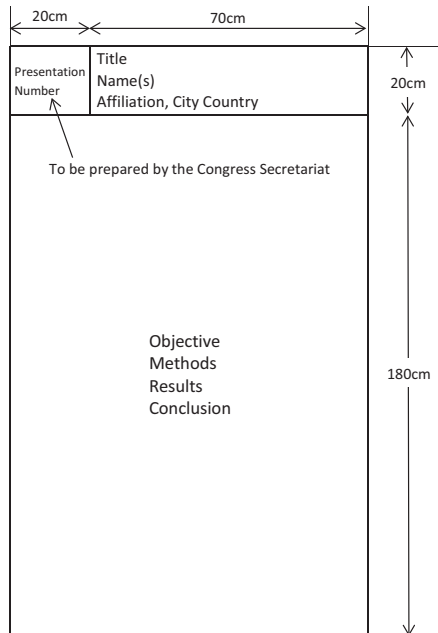 20cm
70cm
Presentation
Number
Title
Name(s)
Affiliation, City Country
20cm
To be prepared by the Congress Secretariat
Objective
Methods
Results
Conclusion
180cm